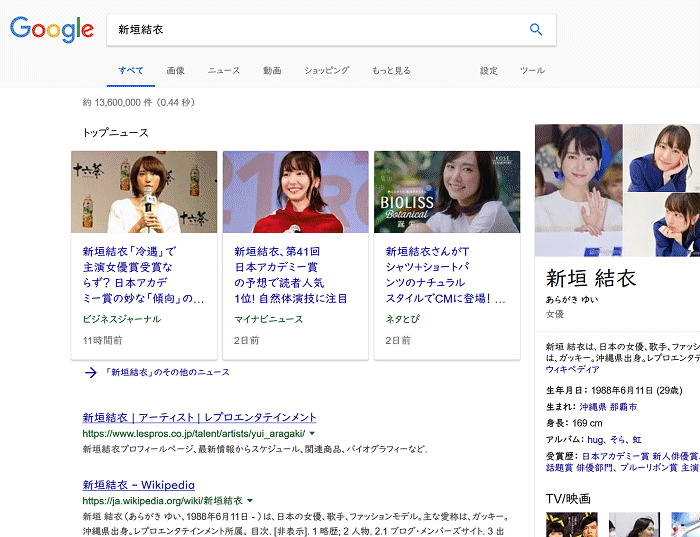 Google
新垣結衣
すべて 画像 ニュース 動画 ショッピング もっと見る 設定 ツール
約 13,600,000 件 (0.44 秒)
トップニュース
十六茶
十六茶
KOSÉ
BIOLISS
Botanical
誕生
新垣結衣「冷遇」で
主演女優賞受賞な
らず? 日本アカデ
ミー賞の妙な「傾向」の...
ビジネスジャーナル
11時間前
新垣結衣、第41回
日本アカデミー賞
の予想で読者人気
1位! 自然体演技に注目
マイナビニュース
2日前
新垣結衣さんがT
シャツ+ショートパ
ンツのナチュラル
スタイルでCMに登場! ...
ネタとぴ
2日前
「新垣結衣」のその他のニュース
新垣結衣 | アーティスト | レプロエンタテインメント
https://www.lespros.co.jp/talent/artists/yui_aragaki/
新垣結衣プロフィールページ、最新情報からスケジュール、関連商品、バイオグラフィーなど.
新垣結衣 - Wikipedia
https://ja.wikipedia.org/wiki/新垣結衣
新垣 結衣(あらがき ゆい、1988年6月11日 - )は、日本の女優、歌手、ファッションモデル。主な愛称は、ガッキー。
沖縄県出身。レプロエンタテインメント所属。 目次. [非表示]. 1 略歴; 2 人物. 2.1 ブログ・メンバーズサイト. 3 出
新垣 結衣
あらがき ゆい
女優
新垣 結衣は、日本の女優、歌手、ファッ
は、ガッキー。沖縄県出身。レプロエンタテ
ウィキペディア
生年月日: 1988年6月11日 (29歳)
生まれ: 沖縄県 那覇市
身長: 169 cm
アルバム: hug、そら、虹
受賞歴: 日本アカデミー賞 新人俳優賞、
話題賞 俳優部門、ブルーリボン賞 主演
TV/映画